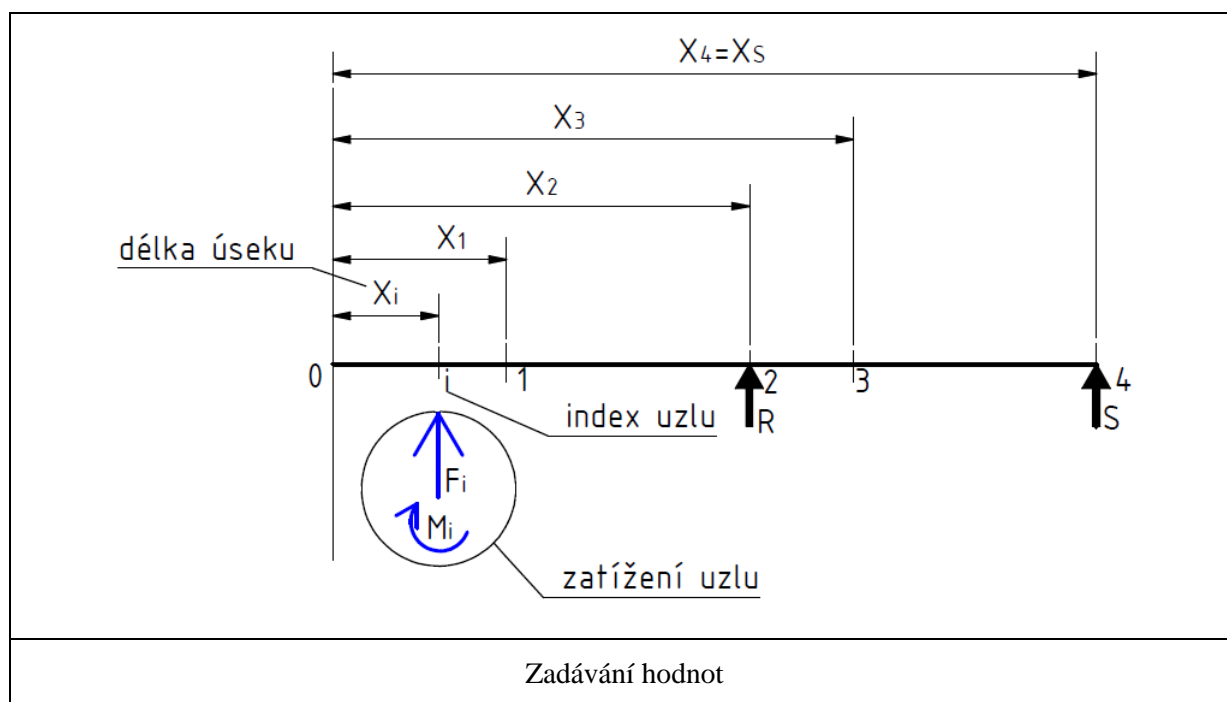 X4=XS
X3
X2
délka úseku
X1
Xi
0
i
1
2
3
4
index uzlu
R
S
Fi
Mi
zatížení uzlu
Zadávání hodnot